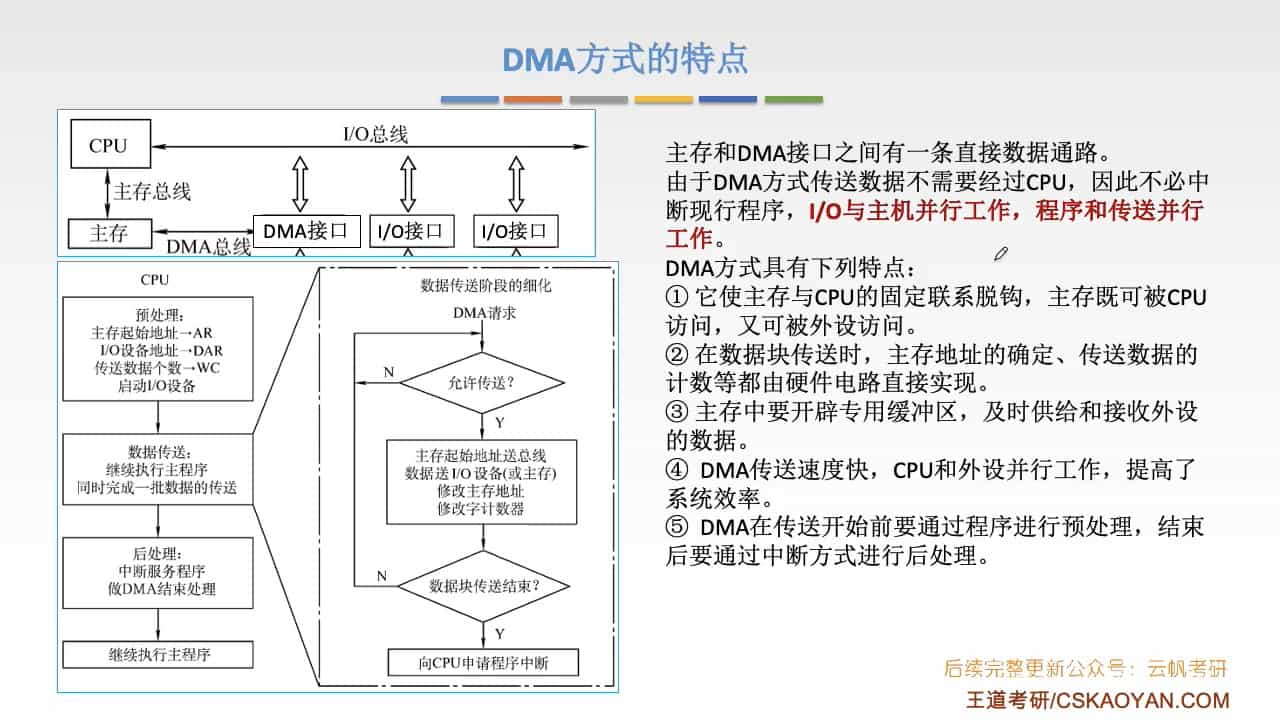 DMA方式的特点
CPU
I/O总线
主存总线
主存
DMA总线
DMA接口
I/O接口
I/O接口
CPU
预处理：
主存起始地址→AR
I/O设备地址→DAR
传送数据个数→WC
启动I/O设备
数据传送：
继续执行主程序
同时完成一批数据的传送
后处理：
中断服务程序
做DMA结束处理
继续执行主程序
数据传送阶段的细化
DMA请求
N
允许传送？
Y
主存起始地址送总线
数据送I/O设备(或主存)
修改主存地址
修改字计数器
N
数据块传送结束？
Y
向CPU申请程序中断
主存和DMA接口之间有一条直接数据通路。
由于DMA方式传送数据不需要经过CPU，因此不必中
断现行程序，I/O与主机并行工作，程序和传送并行
工作。
DMA方式具有下列特点：
① 它使主存与CPU的固定联系脱钩，主存既可被CPU
访问，又可被外设访问。
② 在数据块传送时，主存地址的确定、传送数据的
计数等都由硬件电路直接实现。
③ 主存中要开辟专用缓冲区，及时供给和接收外设
的数据。
④ DMA传送速度快，CPU和外设并行工作，提高了
系统效率。
⑤ DMA在传送开始前要通过程序进行预处理，结束
后要通过中断方式进行后处理。
后续完整更新公众号：云帆考研
王道考研/CSKAOYAN.COM